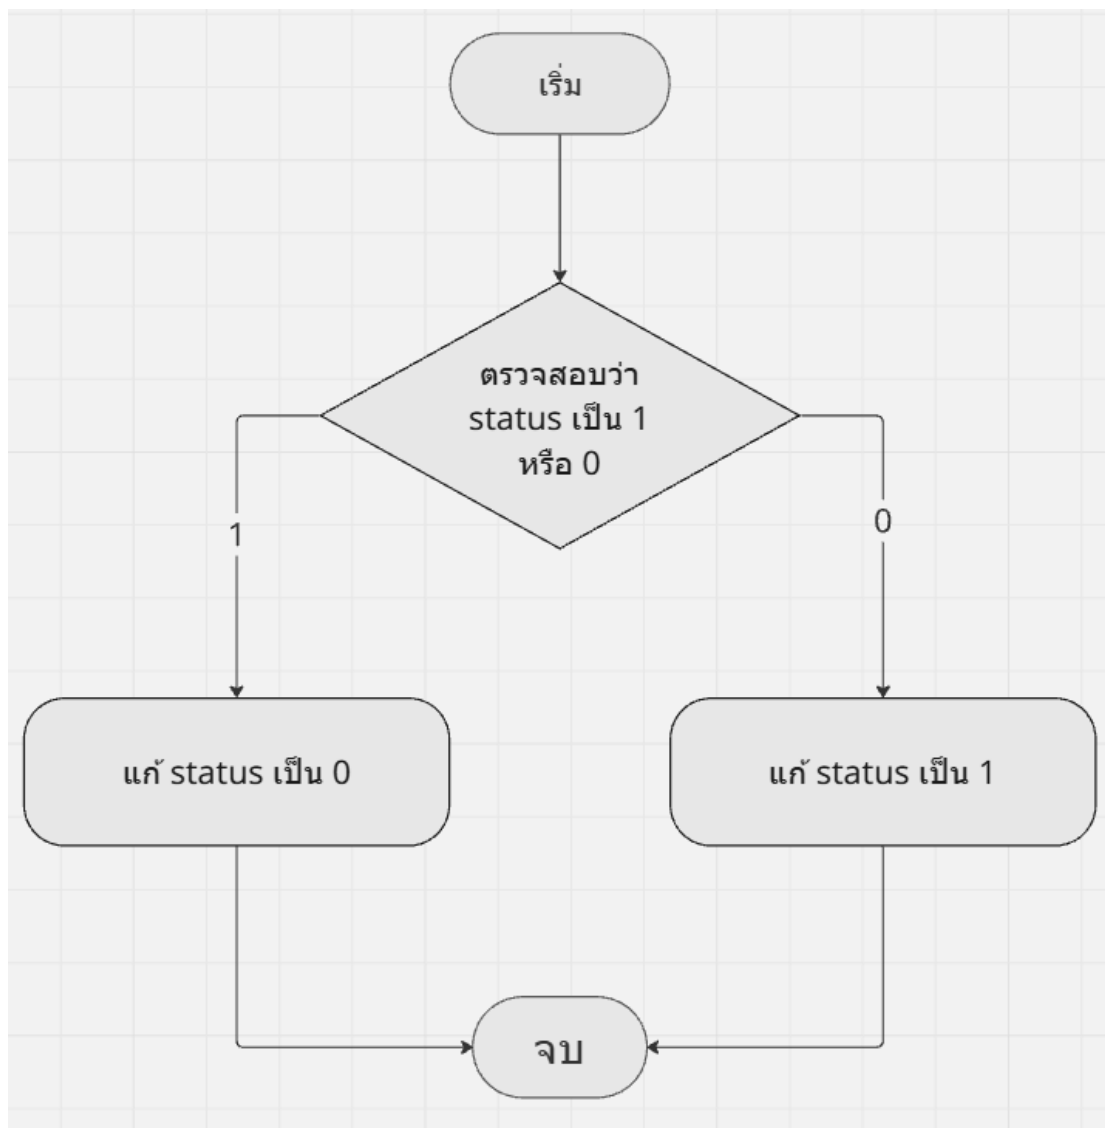 เริ่ม
ตรวจสอบว่า
status เป็น 1
หรือ 0
1
0
แก้ status เป็น 0
แก้ status เป็น 1
จบ